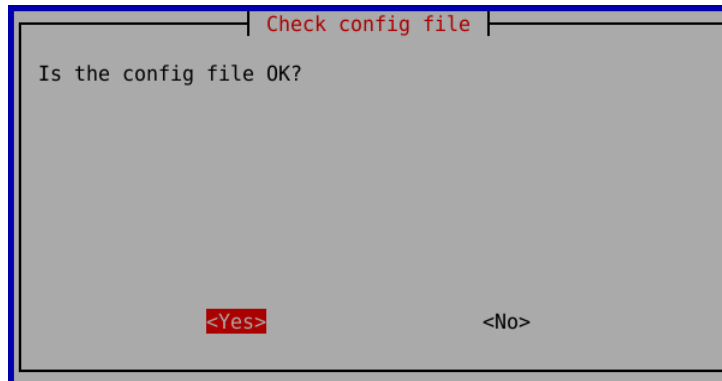 Check config file
Is the config file OK?
<Yes> <No>